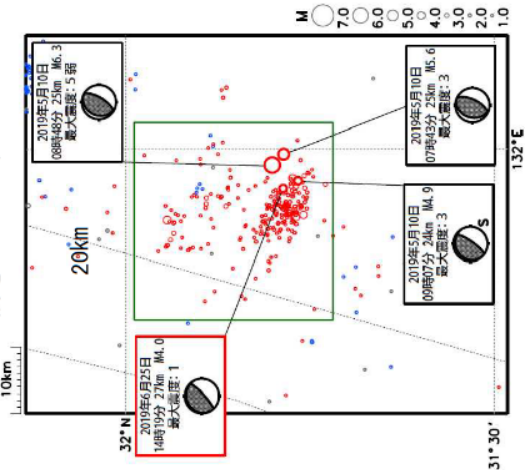 10km
20km
32°N
31°30'
132°E
2019年5月10日
08時48分 25km M6.3
最大震度：5弱
2019年5月10日
07時43分 25km M5.6
最大震度：3
2019年5月10日
09時07分 24km M4.9
最大震度：3
S
2019年6月25日
14時19分 27km M4.0
最大震度：1
M
7.0
6.0
5.0
4.0
3.0
2.0
1.0